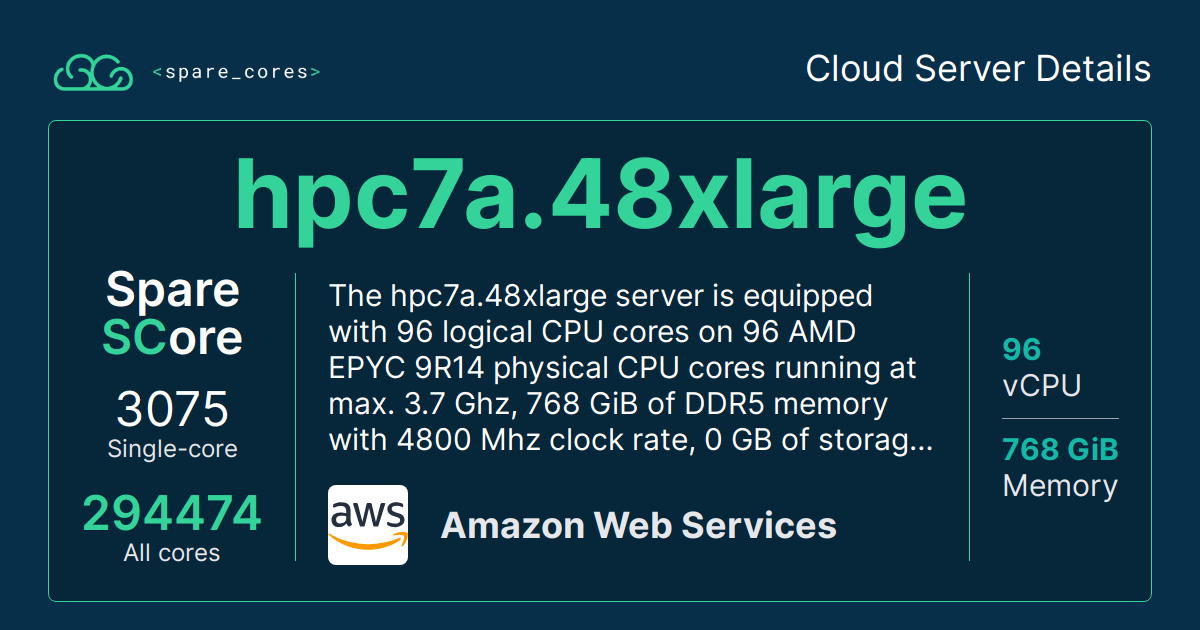 <spare_cores>
Cloud Server Details
hpc7a.48xlarge
Spare
SCore
3075
Single-core
294474
All cores
The hpc7a.48xlarge server is equipped
with 96 logical CPU cores on 96 AMD
EPYC 9R14 physical CPU cores running at
max. 3.7 Ghz, 768 GiB of DDR5 memory
with 4800 Mhz clock rate, 0 GB of storag...
aws
Amazon Web Services
96
vCPU
768 GiB
Memory